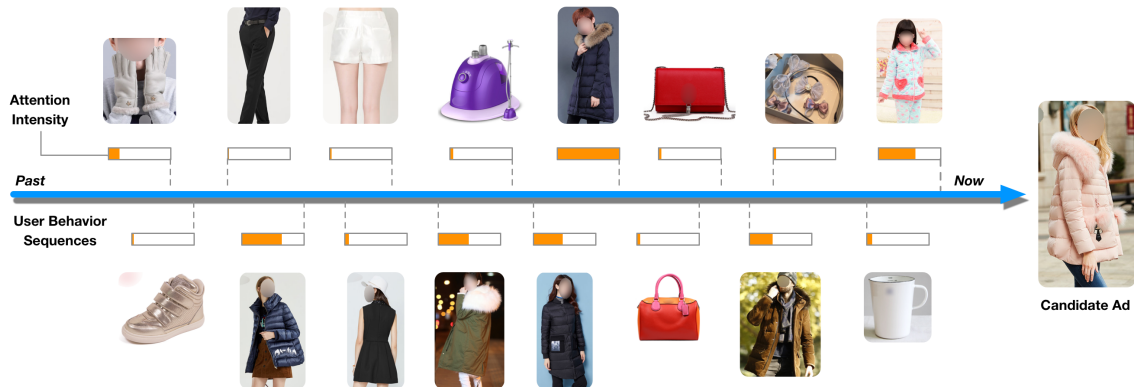 Attention
Intensity
Past
Now
User Behavior
Sequences
Candidate Ad